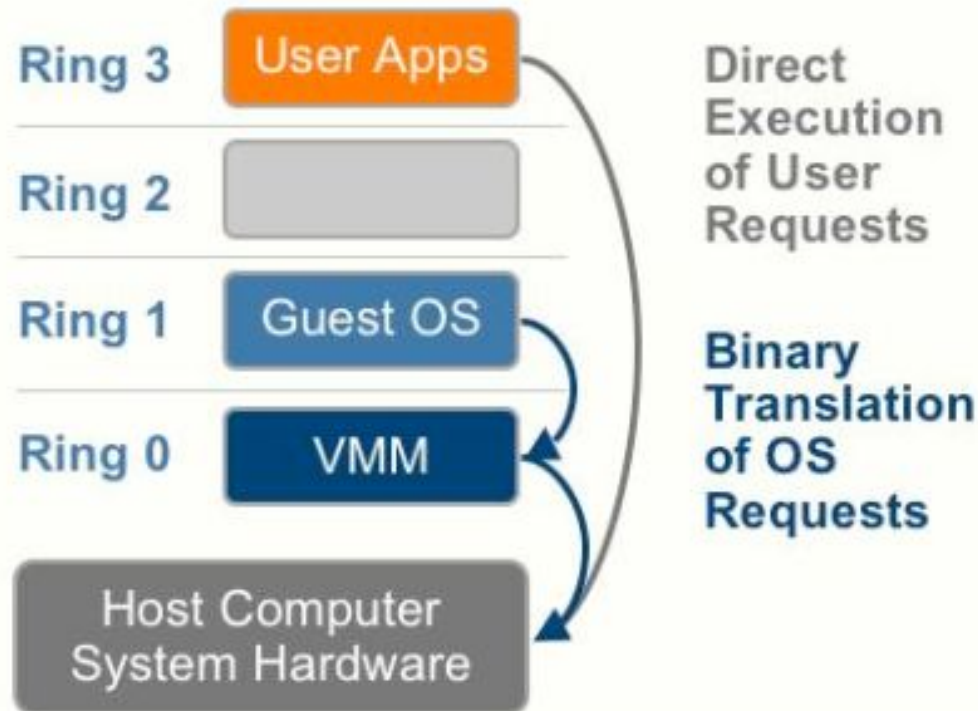 Ring 3
User Apps
Direct
Execution
of User
Requests
Ring 2
Ring 1
Guest OS
Binary
Translation
of OS
Requests
Ring 0
VMM
Host Computer
System Hardware